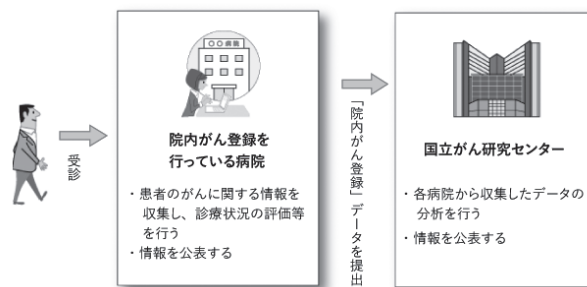 受診
○○病院
院内がん登録を
行っている病院
・患者のがんに関する情報を
収集し、診療状況の評価等
を行う
・情報を公表する
「院内がん登録」データを提出
国立がん研究センター
・各病院から収集したデータの
分析を行う
・情報を公表する